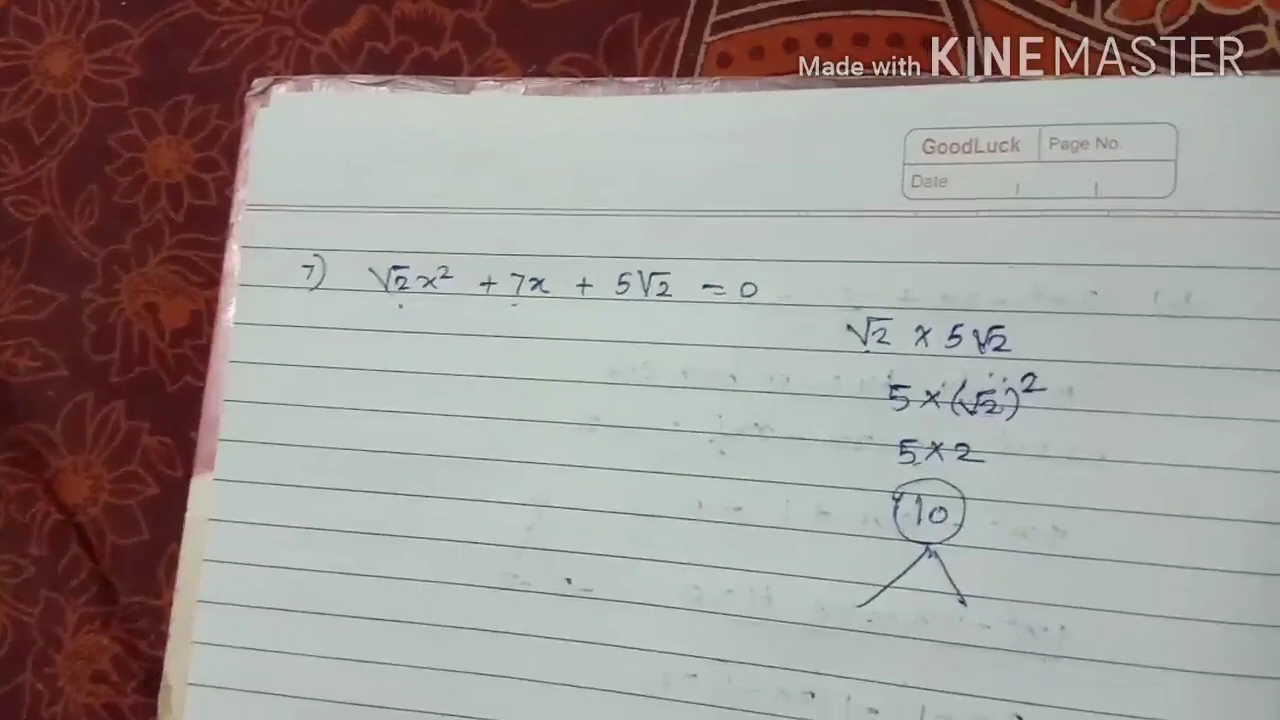 Made with KINEMASTER
GoodLuck Page No.
Date
7) √2x² + 7x + 5√2 = 0
√2 × 5√2
5 × (√2)²
5 × 2
10